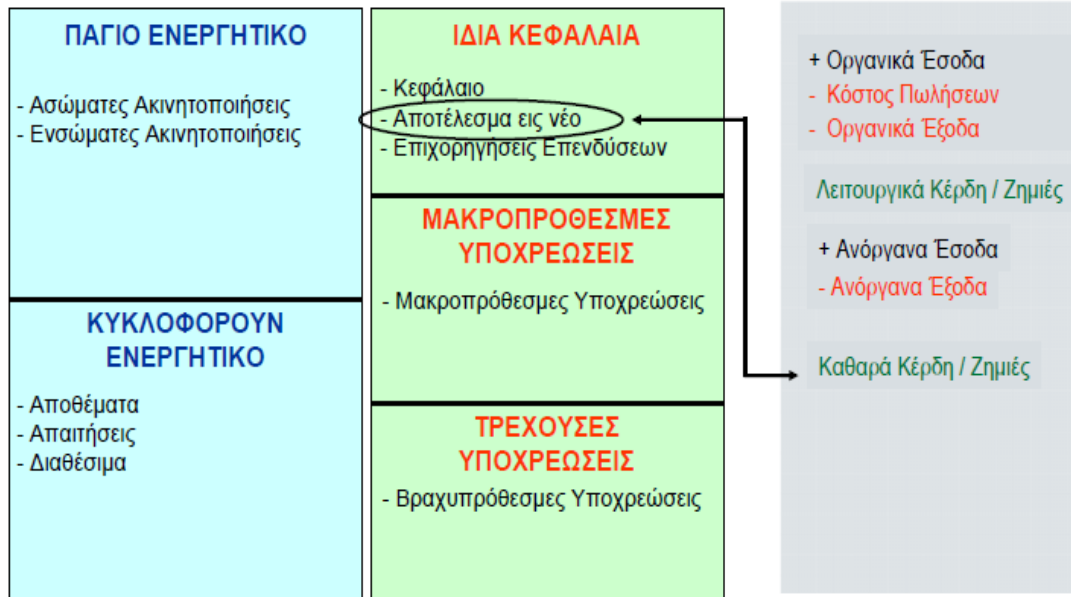 ΠΑΓΙΟ ΕΝΕΡΓΗΤΙΚΟ
- Ασώματες Ακινητοποιήσεις
- Ενσώματες Ακινητοποιήσεις
ΚΥΚΛΟΦΟΡΟΥΝ
ΕΝΕΡΓΗΤΙΚΟ
- Αποθέματα
- Απαιτήσεις
- Διαθέσιμα
ΙΔΙΑ ΚΕΦΑΛΑΙΑ
- Κεφάλαιο
- Αποτέλεσμα εις νέο
- Επιχορηγήσεις Επενδύσεων
ΜΑΚΡΟΠΡΟΘΕΣΜΕΣ
ΥΠΟΧΡΕΩΣΕΙΣ
- Μακροπρόθεσμες Υποχρεώσεις
ΤΡΕΧΟΥΣΕΣ
ΥΠΟΧΡΕΩΣΕΙΣ
- Βραχυπρόθεσμες Υποχρεώσεις
+ Οργανικά Έσοδα
- Κόστος Πωλήσεων
- Οργανικά Έξοδα
Λειτουργικά Κέρδη / Ζημιές
+ Ανόργανα Έσοδα
- Ανόργανα Έξοδα
Καθαρά Κέρδη / Ζημιές